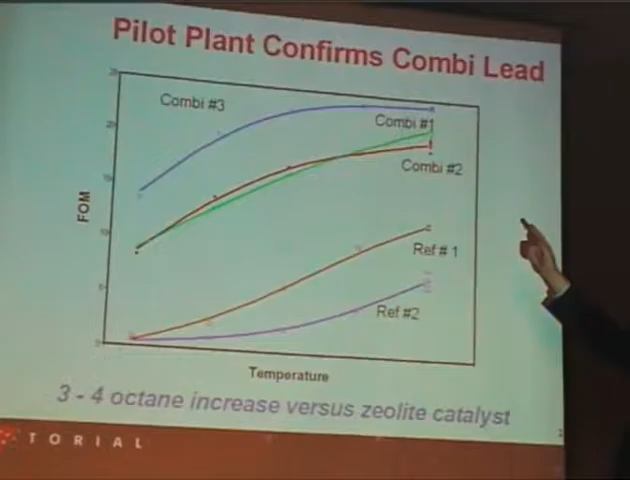 Pilot Plant Confirms Combi Lead
Combi #3
Combi #1
Combi #2
FOM
Ref # 1
Ref #2
Temperature
3 - 4 octane increase versus zeolite catalyst
TORIAL